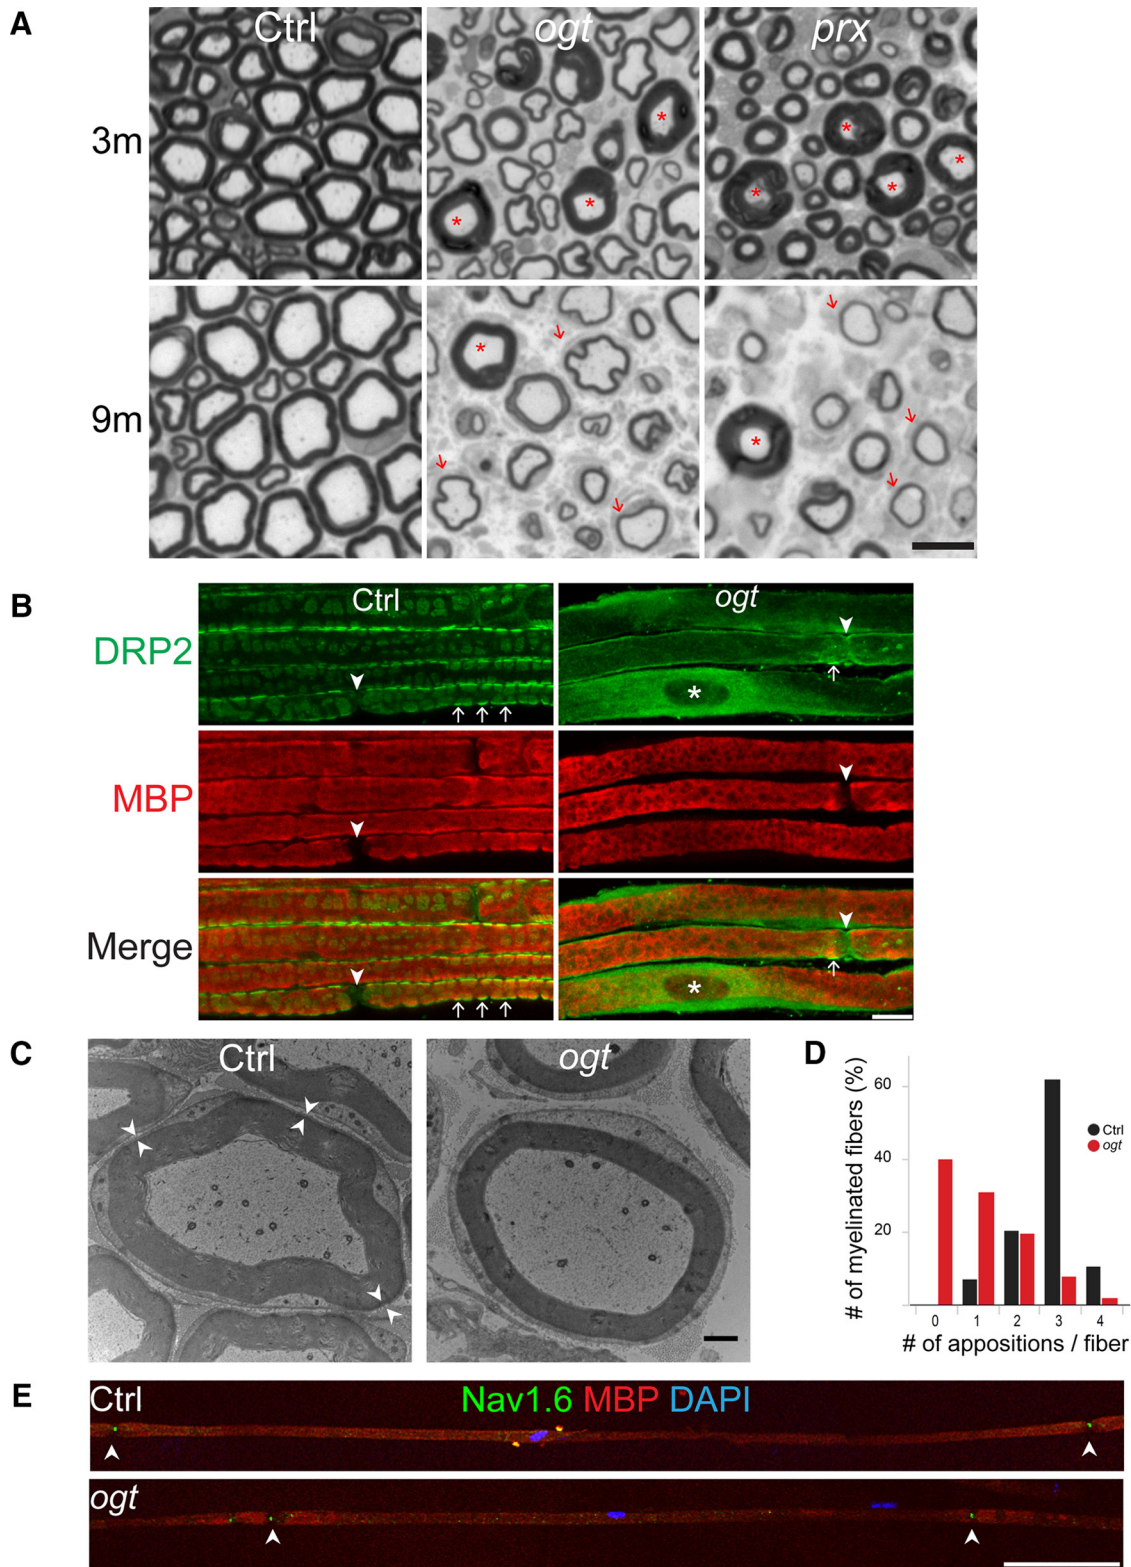 A
Ctrl
ogt
prx
3m
*
*
*
*
*
*
*
9m
*
*
B
Ctrl
ogt
DRP2
*
MBP
Merge
*
C
Ctrl
ogt
D
# of myelinated fibers (%)
60
40
20
Ctrl
ogt
0 1 2 3 4
# of appositions / fiber
E
Ctrl
Nav1.6 MBP DAPI
ogt